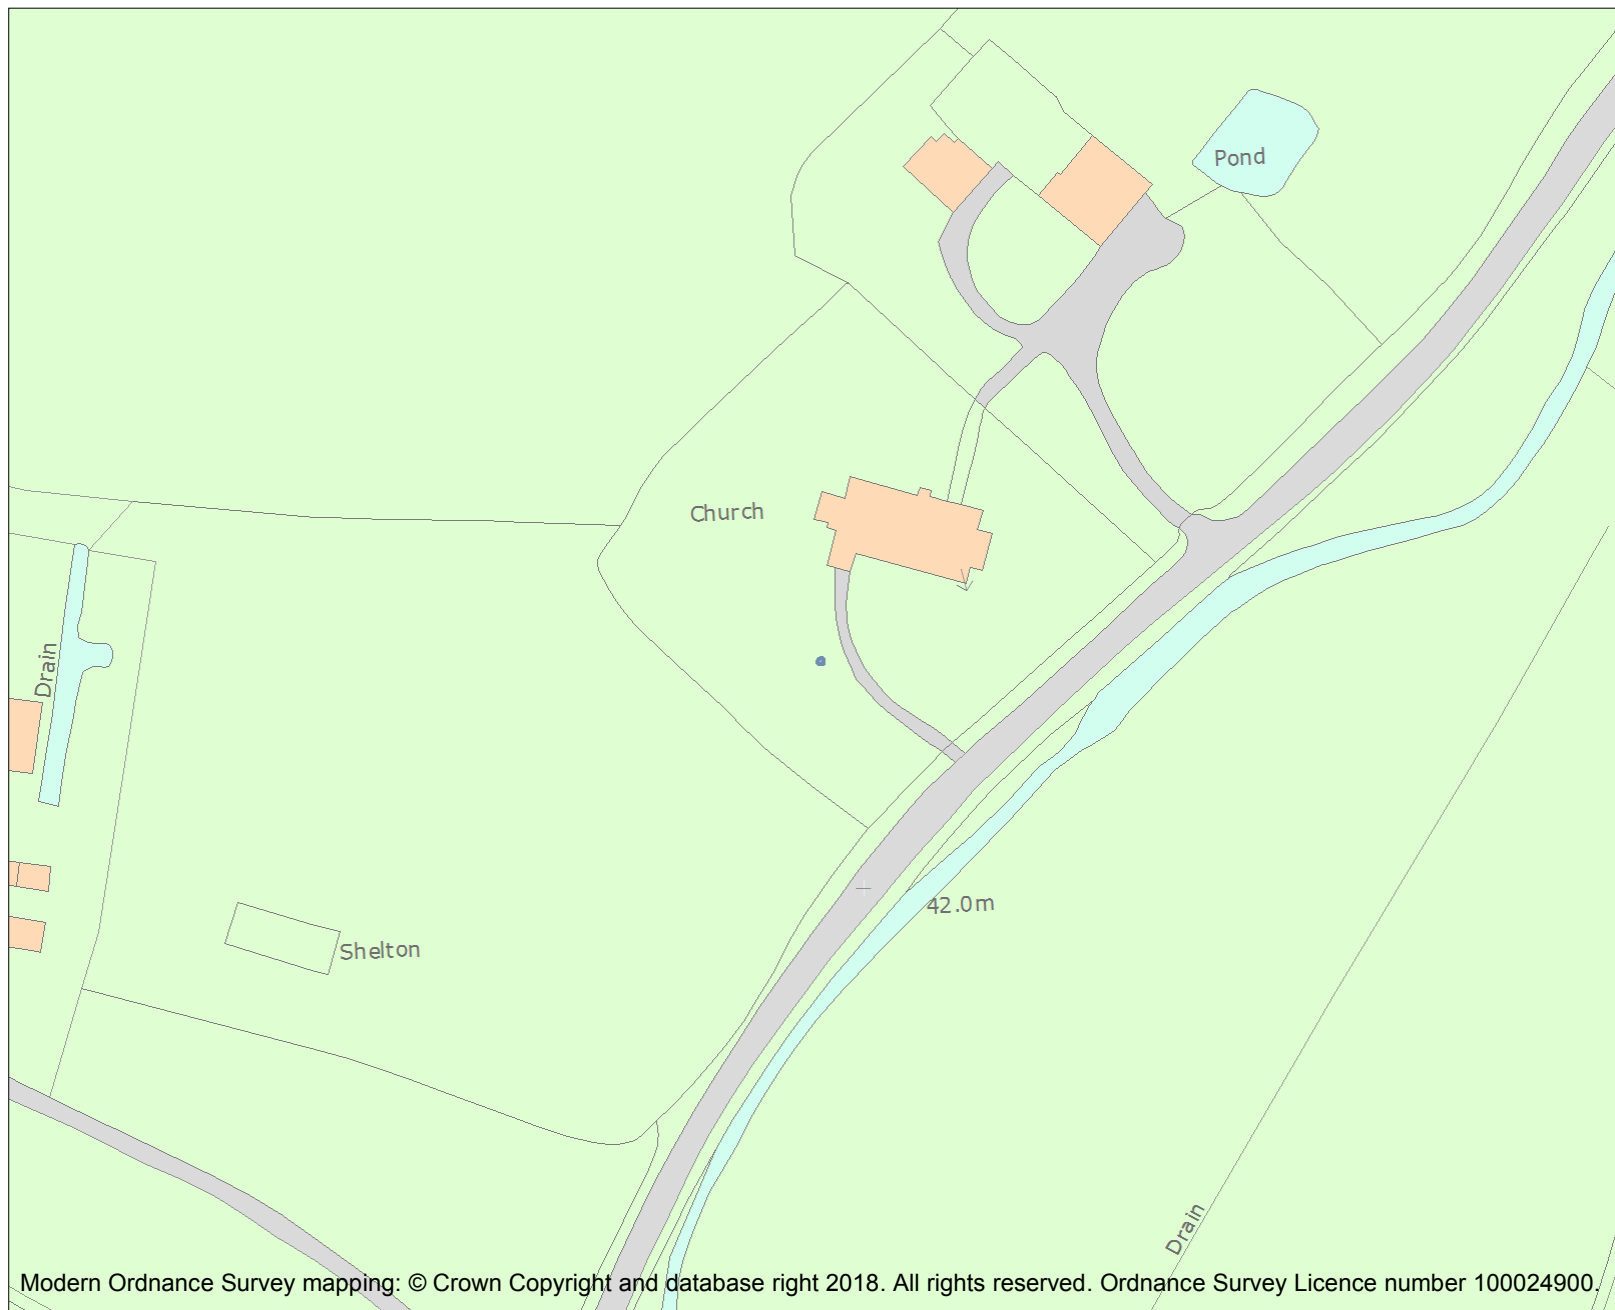 Pond
Church
Drain
42.0m
Shelton
Drain
Modern Ordnance Survey mapping: © Crown Copyright and database right 2018. All rights reserved. Ordnance Survey Licence number 100024900.